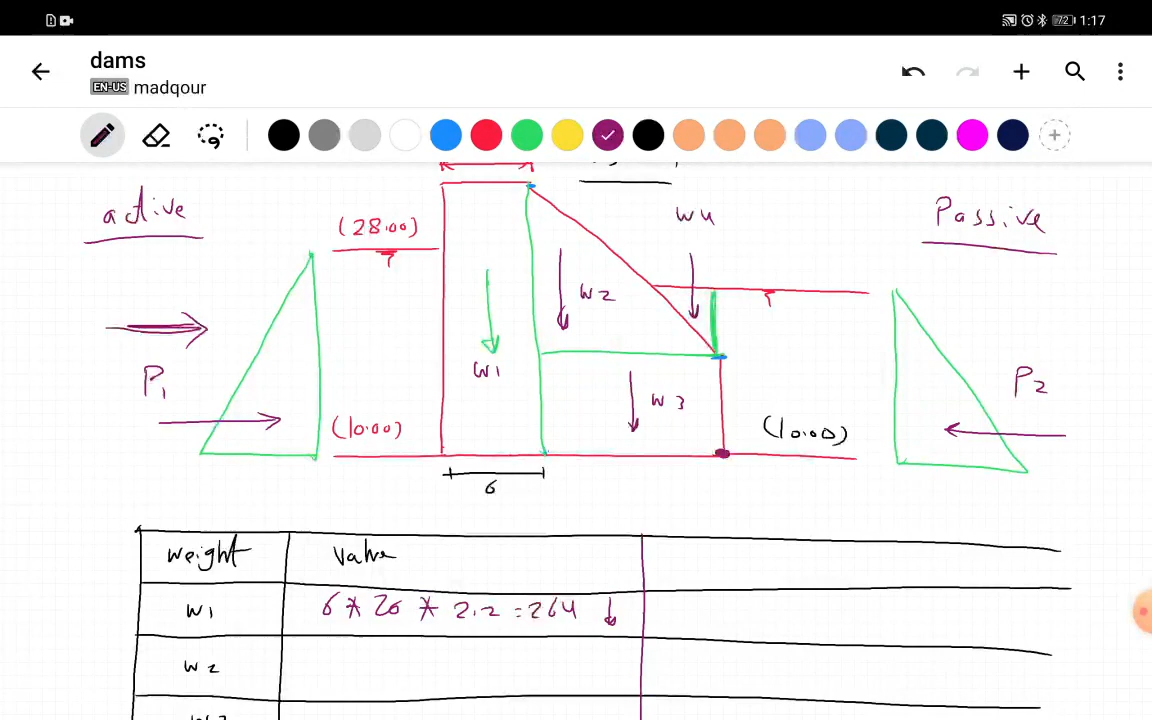 72 1:17
dams
EN-US madqour
active
(28.00)
w4
Passive
w2
w1
P1
w3
P2
(10.00)
(10.00)
6
weight value
w1 6 * 20 * 2.2 = 264 ↓
w2